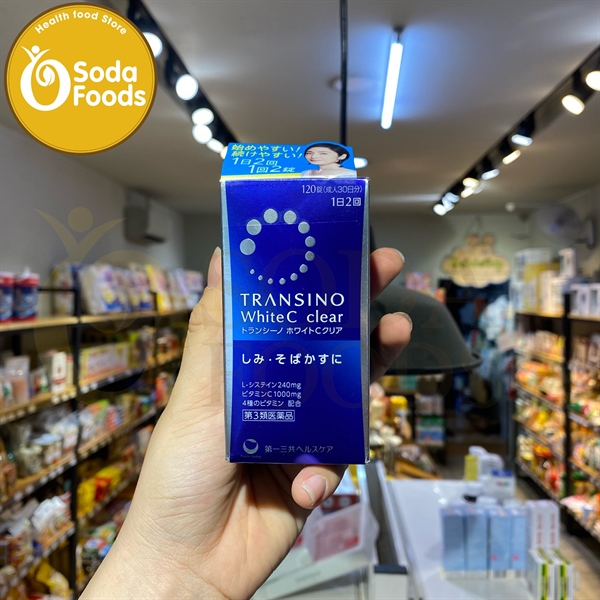 Health food Store
Soda
Foods
始めやすい!
続けやすい!
1日2回
1回2錠
120錠(成人30日分)
1日2回
TRANSINO
White C clear
トランシーノ ホワイトCクリア
しみ・そばかすに
L-システイン240mg
ビタミンC1000mg
4種のビタミン 配合
第3類医薬品
第一三共ヘルスケア